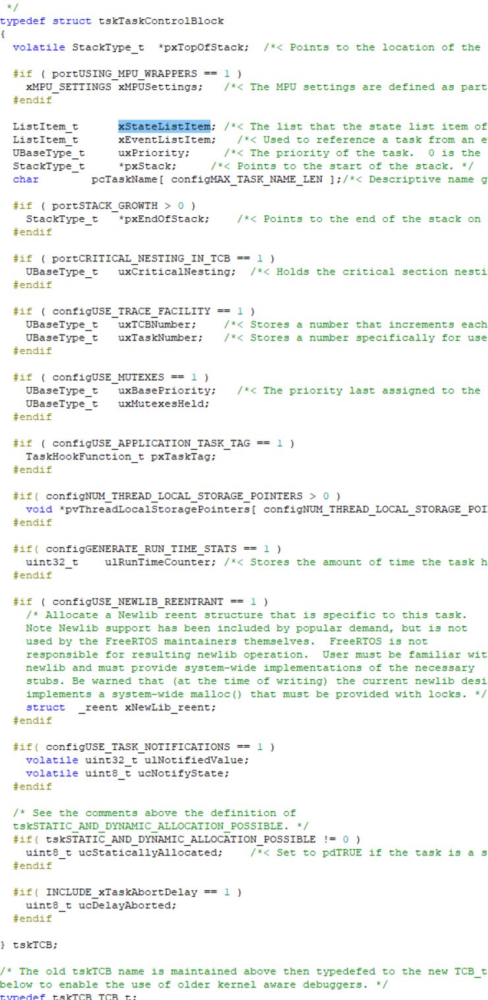 */
typedef struct tskTaskControlBlock
{
  volatile StackType_t  *pxTopOfStack;  /*< Points to the location of the

  #if ( portUSING_MPU_WRAPPERS == 1 )
    xMPU_SETTINGS xMPUSettings;   /*< The MPU settings are defined as part
  #endif

  ListItem_t      xStateListItem; /*< The list that the state list item of
  ListItem_t      xEventListItem;   /*< Used to reference a task from an
  UBaseType_t     uxPriority;     /*< The priority of the task.  0 is the
  StackType_t     *pxStack;     /*< Points to the start of the stack. */
  char        pcTaskName[ configMAX_TASK_NAME_LEN ];/*< Descriptive name

  #if ( portSTACK_GROWTH > 0 )
    StackType_t   *pxEndOfStack;    /*< Points to the end of the stack on
  #endif

  #if ( portCRITICAL_NESTING_IN_TCB == 1 )
    UBaseType_t   uxCriticalNesting;  /*< Holds the critical section
  #endif

  #if ( configUSE_TRACE_FACILITY == 1 )
    UBaseType_t   uxTCBNumber;    /*< Stores a number that increments each
    UBaseType_t   uxTaskNumber;   /*< Stores a number specifically for use
  #endif

  #if ( configUSE_MUTEXES == 1 )
    UBaseType_t   uxBasePriority;   /*< The priority last assigned to the
    UBaseType_t   uxMutexesHeld;
  #endif

  #if ( configUSE_APPLICATION_TASK_TAG == 1 )
    TaskHookFunction_t pxTaskTag;
  #endif

  #if( configNUM_THREAD_LOCAL_STORAGE_POINTERS > 0 )
    void *pvThreadLocalStoragePointers[
  #endif

  #if( configGENERATE_RUN_TIME_STATS == 1 )
    uint32_t    ulRunTimeCounter; /*< Stores the amount of time the task
  #endif

  #if ( configUSE_NEWLIB_REENTRANT == 1 )
    /* Allocate a Newlib reent structure that is specific to this task.
    Note Newlib support has been included by popular demand, but is not
    used by the FreeRTOS maintainers themselves.  FreeRTOS is not
    responsible for resulting newlib operation.  User must be familiar
    newlib and must provide system-wide implementations of the necessary
    stubs. Be warned that (at the time of writing) the current newlib
    implements a system-wide malloc() that must be provided with locks. */
    struct  _reent xNewLib_reent;
  #endif

  #if( configUSE_TASK_NOTIFICATIONS == 1 )
    volatile uint32_t ulNotifiedValue;
    volatile uint8_t ucNotifyState;
  #endif

  /* See the comments above the definition of
  tskSTATIC_AND_DYNAMIC_ALLOCATION_POSSIBLE. */
  #if( tskSTATIC_AND_DYNAMIC_ALLOCATION_POSSIBLE != 0 )
    uint8_t ucStaticallyAllocated;    /*< Set to pdTRUE if the task is a
  #endif

  #if( INCLUDE_xTaskAbortDelay == 1 )
    uint8_t ucDelayAborted;
  #endif

} tskTCB;

/* The old tskTCB name is maintained above then typedefed to the new TCB_t
below to enable the use of older kernel aware debuggers. */
typedef tskTCB TCB_t;